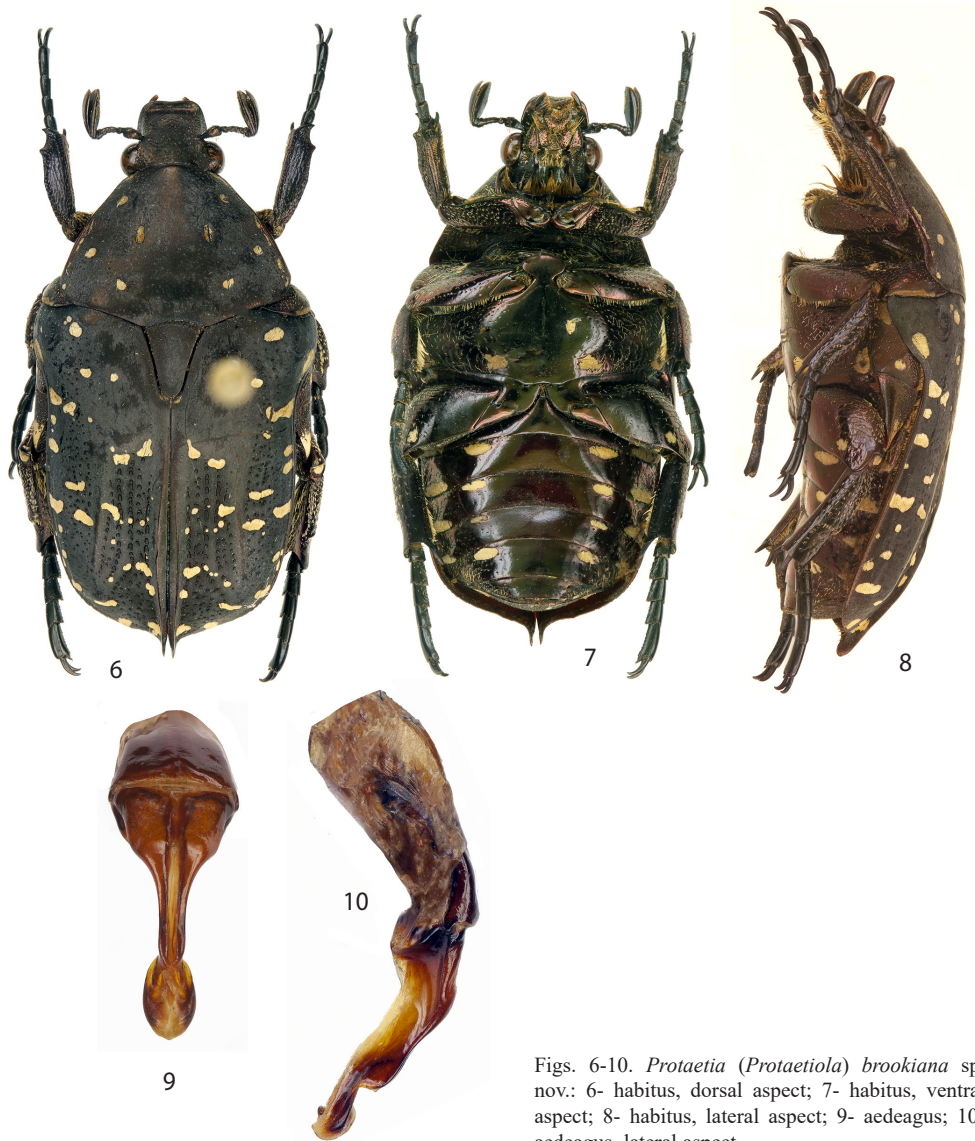 6
7
8
9
10
Figs. 6-10. Protaetia (Protaetiola) brookiana sp
nov.: 6- habitus, dorsal aspect; 7- habitus, ventra
aspect; 8- habitus, lateral aspect; 9- aedeagus; 10
aedeagus, lateral aspect